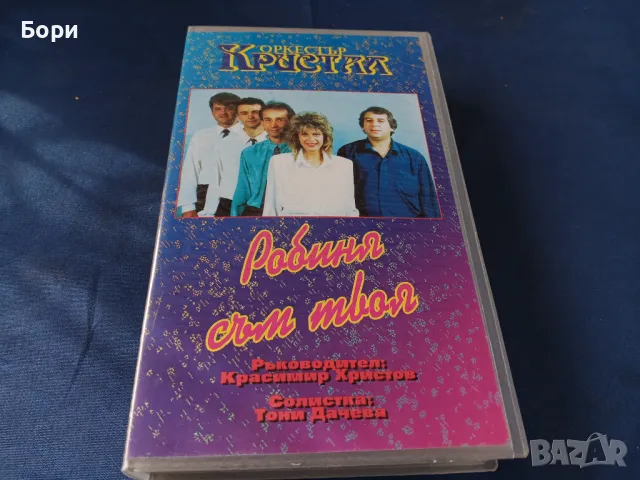 Бори
ОРКЕСТЪР
КРИСТАЛ
Робиня
съм твоя
Ръководител:
Красимир Христов
Солистка:
Тони Дачева
BAZAR